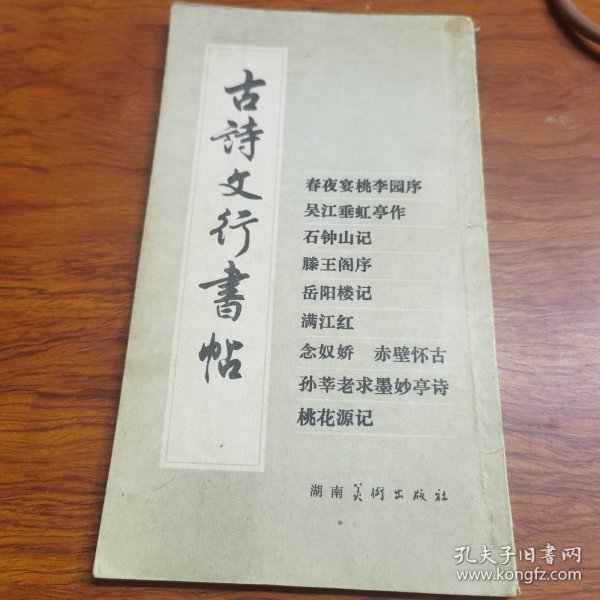 古詩文行書帖
春夜宴桃李园序
吴江垂虹亭作
石钟山记
滕王阁序
岳阳楼记
满江红
念奴娇 赤壁怀古
孙莘老求墨妙亭诗
桃花源记
湖南美術出版社
孔夫子旧書网
www.kongfz.com